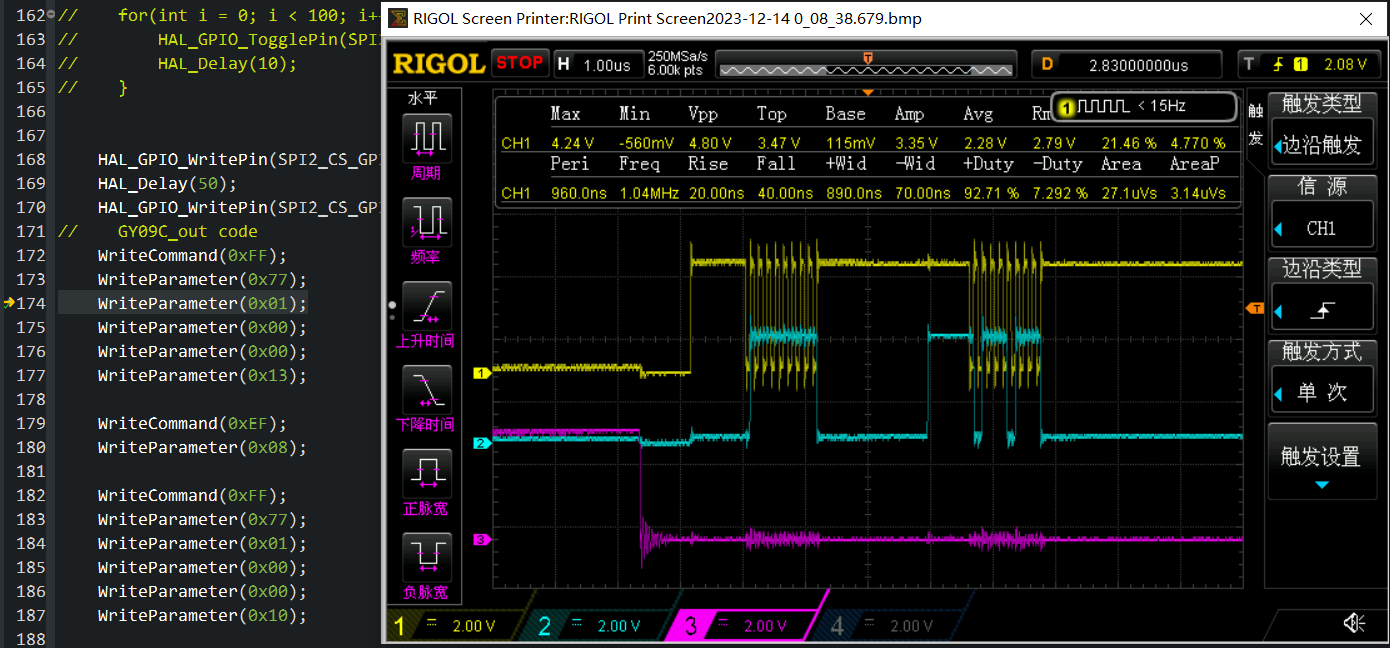 RIGOL Screen Printer:RIGOL Print Screen2023-12-14 0_08_38.679.bmp
162 // for(int i = 0; i < 100; i+
163 // HAL_GPIO_TogglePin(SPI
164 // HAL_Delay(10);
165 // }
166
167
168 HAL_GPIO_WritePin(SPI2_CS_GP
169 HAL_Delay(50);
170 HAL_GPIO_WritePin(SPI2_CS_GP
171 // GY09C_out code
172 WriteCommand(0xFF);
173 WriteParameter(0x77);
174 WriteParameter(0x01);
175 WriteParameter(0x00);
176 WriteParameter(0x00);
177 WriteParameter(0x13);
178
179 WriteCommand(0xEF);
180 WriteParameter(0x08);
181
182 WriteCommand(0xFF);
183 WriteParameter(0x77);
184 WriteParameter(0x01);
185 WriteParameter(0x00);
186 WriteParameter(0x00);
187 WriteParameter(0x10);
188
RIGOL STOP H 1.00us 250MSa/s 6.00k pts D 2.83000000us T 1 2.08 V
水平
周期
频率
上升时间
下降时间
正脉宽
负脉宽
1 < 15Hz
Max Min Vpp Top Base Amp Avg
CH1 4.24 V -560mV 4.80 V 3.47 V 115mV 3.35 V 2.28 V 2.79 V 21.46 % 4.770 %
Peri Freq Rise Fall +Wid -Wid +Duty -Duty Area AreaP
CH1 960.0ns 1.04MHz 20.00ns 40.00ns 890.0ns 70.00ns 92.71 % 7.292 % 27.1uVs 3.14uVs
T
1
2
3
触发
触发类型
边沿触发
信 源
CH1
边沿类型
触发方式
单 次
触发设置
1 = 2.00 V 2 = 2.00 V 3 = 2.00 V 4 = 2.00 V